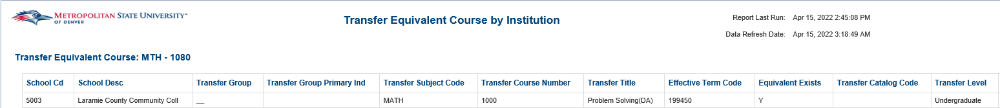 METROPOLITAN STATE UNIVERSITY™
OF DENVER
Transfer Equivalent Course by Institution
Report Last Run: Apr 15, 2022 2:45:08 PM
Data Refresh Date: Apr 15, 2022 3:18:49 AM
Transfer Equivalent Course: MTH - 1080
School Cd School Desc Transfer Group Transfer Group Primary Ind Transfer Subject Code Transfer Course Number Transfer Title Effective Term Code Equivalent Exists Transfer Catalog Code Transfer Level
5003 Laramie County Community Coll __ MATH 1000 Problem Solving(DA) 199450 Y Undergraduate